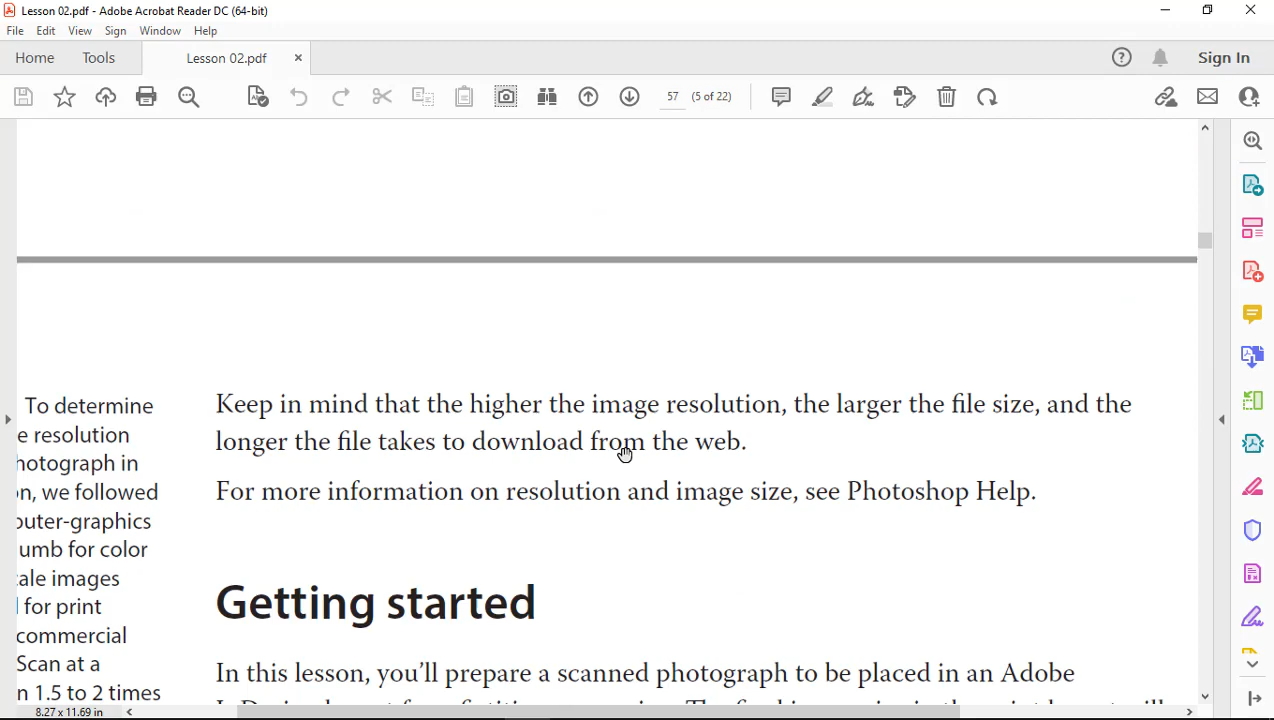 Lesson 02.pdf - Adobe Acrobat Reader DC (64-bit)
File Edit View Sign Window Help
Home Tools Lesson 02.pdf Sign In
57 (5 of 22)
To determine
e resolution
hotograph in
on, we followed
puter-graphics
umb for color
cale images
for print
commercial
Scan at a
n 1.5 to 2 times
Keep in mind that the higher the image resolution, the larger the file size, and the
longer the file takes to download from the web.
For more information on resolution and image size, see Photoshop Help.
Getting started
In this lesson, you’ll prepare a scanned photograph to be placed in an Adobe
8.27 x 11.69 in